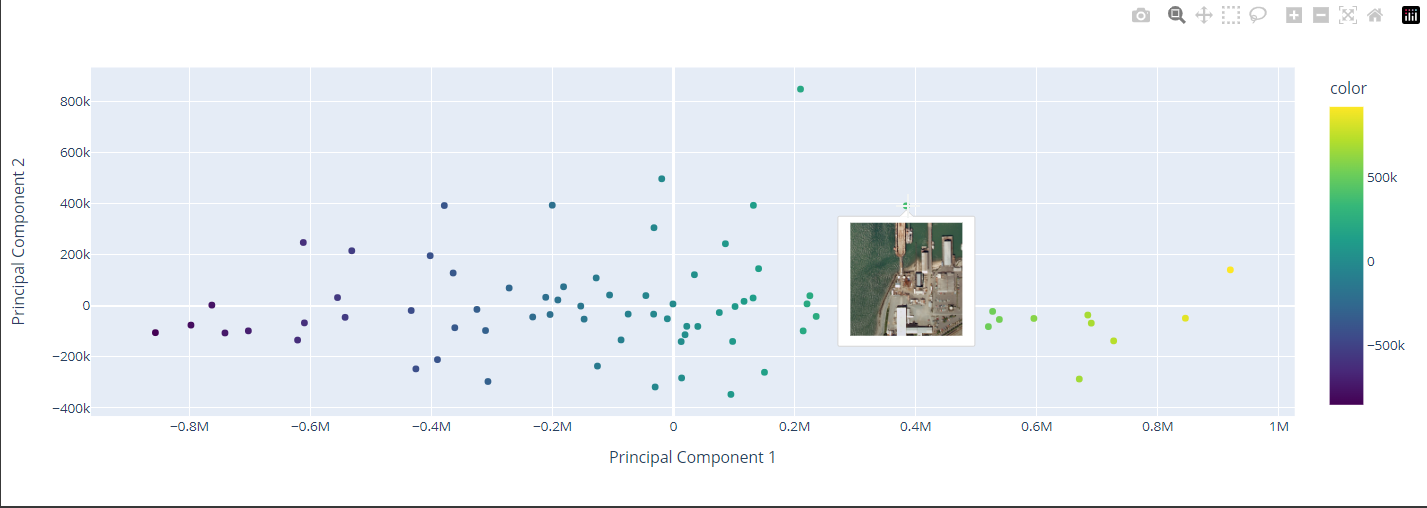 color
800k
600k
400k
200k
0
−200k
−400k
Principal Component 2
−0.8M
−0.6M
−0.4M
−0.2M
0
0.2M
0.4M
0.6M
0.8M
1M
Principal Component 1
500k
0
−500k